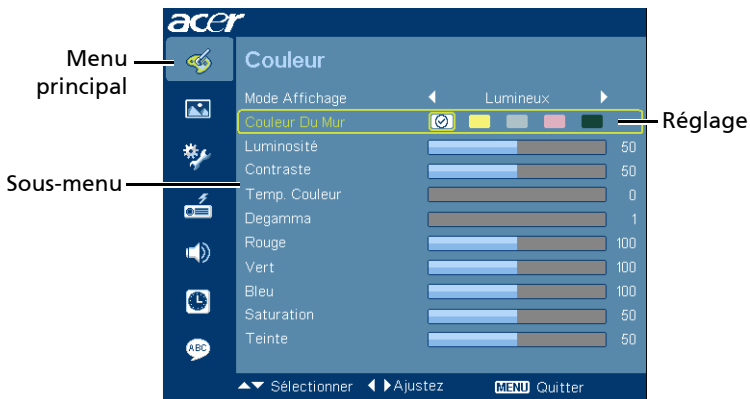 acer
Menu
principal
Couleur
Mode Affichage Lumineux
Couleur Du Mur
Réglage
Luminosité 50
Contraste 50
Sous-menu
Temp. Couleur 0
Degamma 1
Rouge 100
Vert 100
Bleu 100
Saturation 50
Teinte 50
ABC
Sélectionner Ajustez MENU Quitter